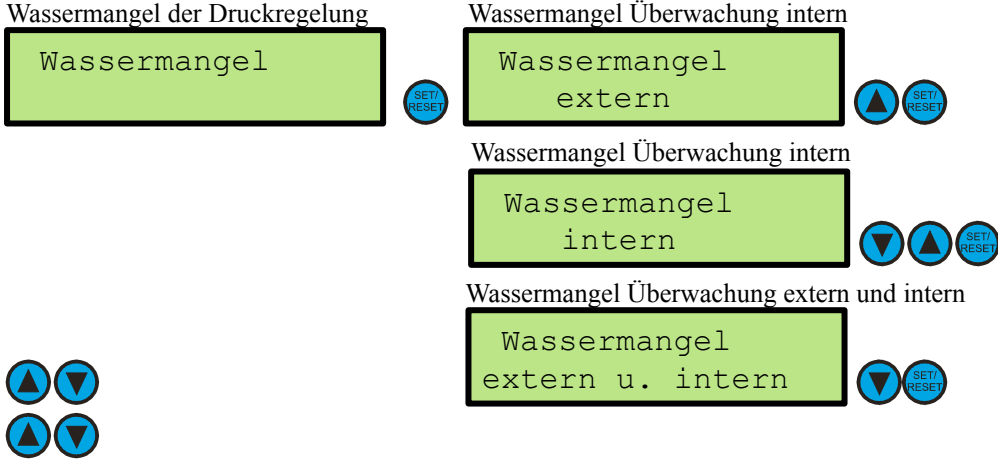 Wassermangel der Druckregelung
Wassermangel
SET/
RESET
Wassermangel Überwachung intern
Wassermangel
extern
SET/
RESET
Wassermangel Überwachung intern
Wassermangel
intern
SET/
RESET
Wassermangel Überwachung extern und intern
Wassermangel
extern u. intern
SET/
RESET